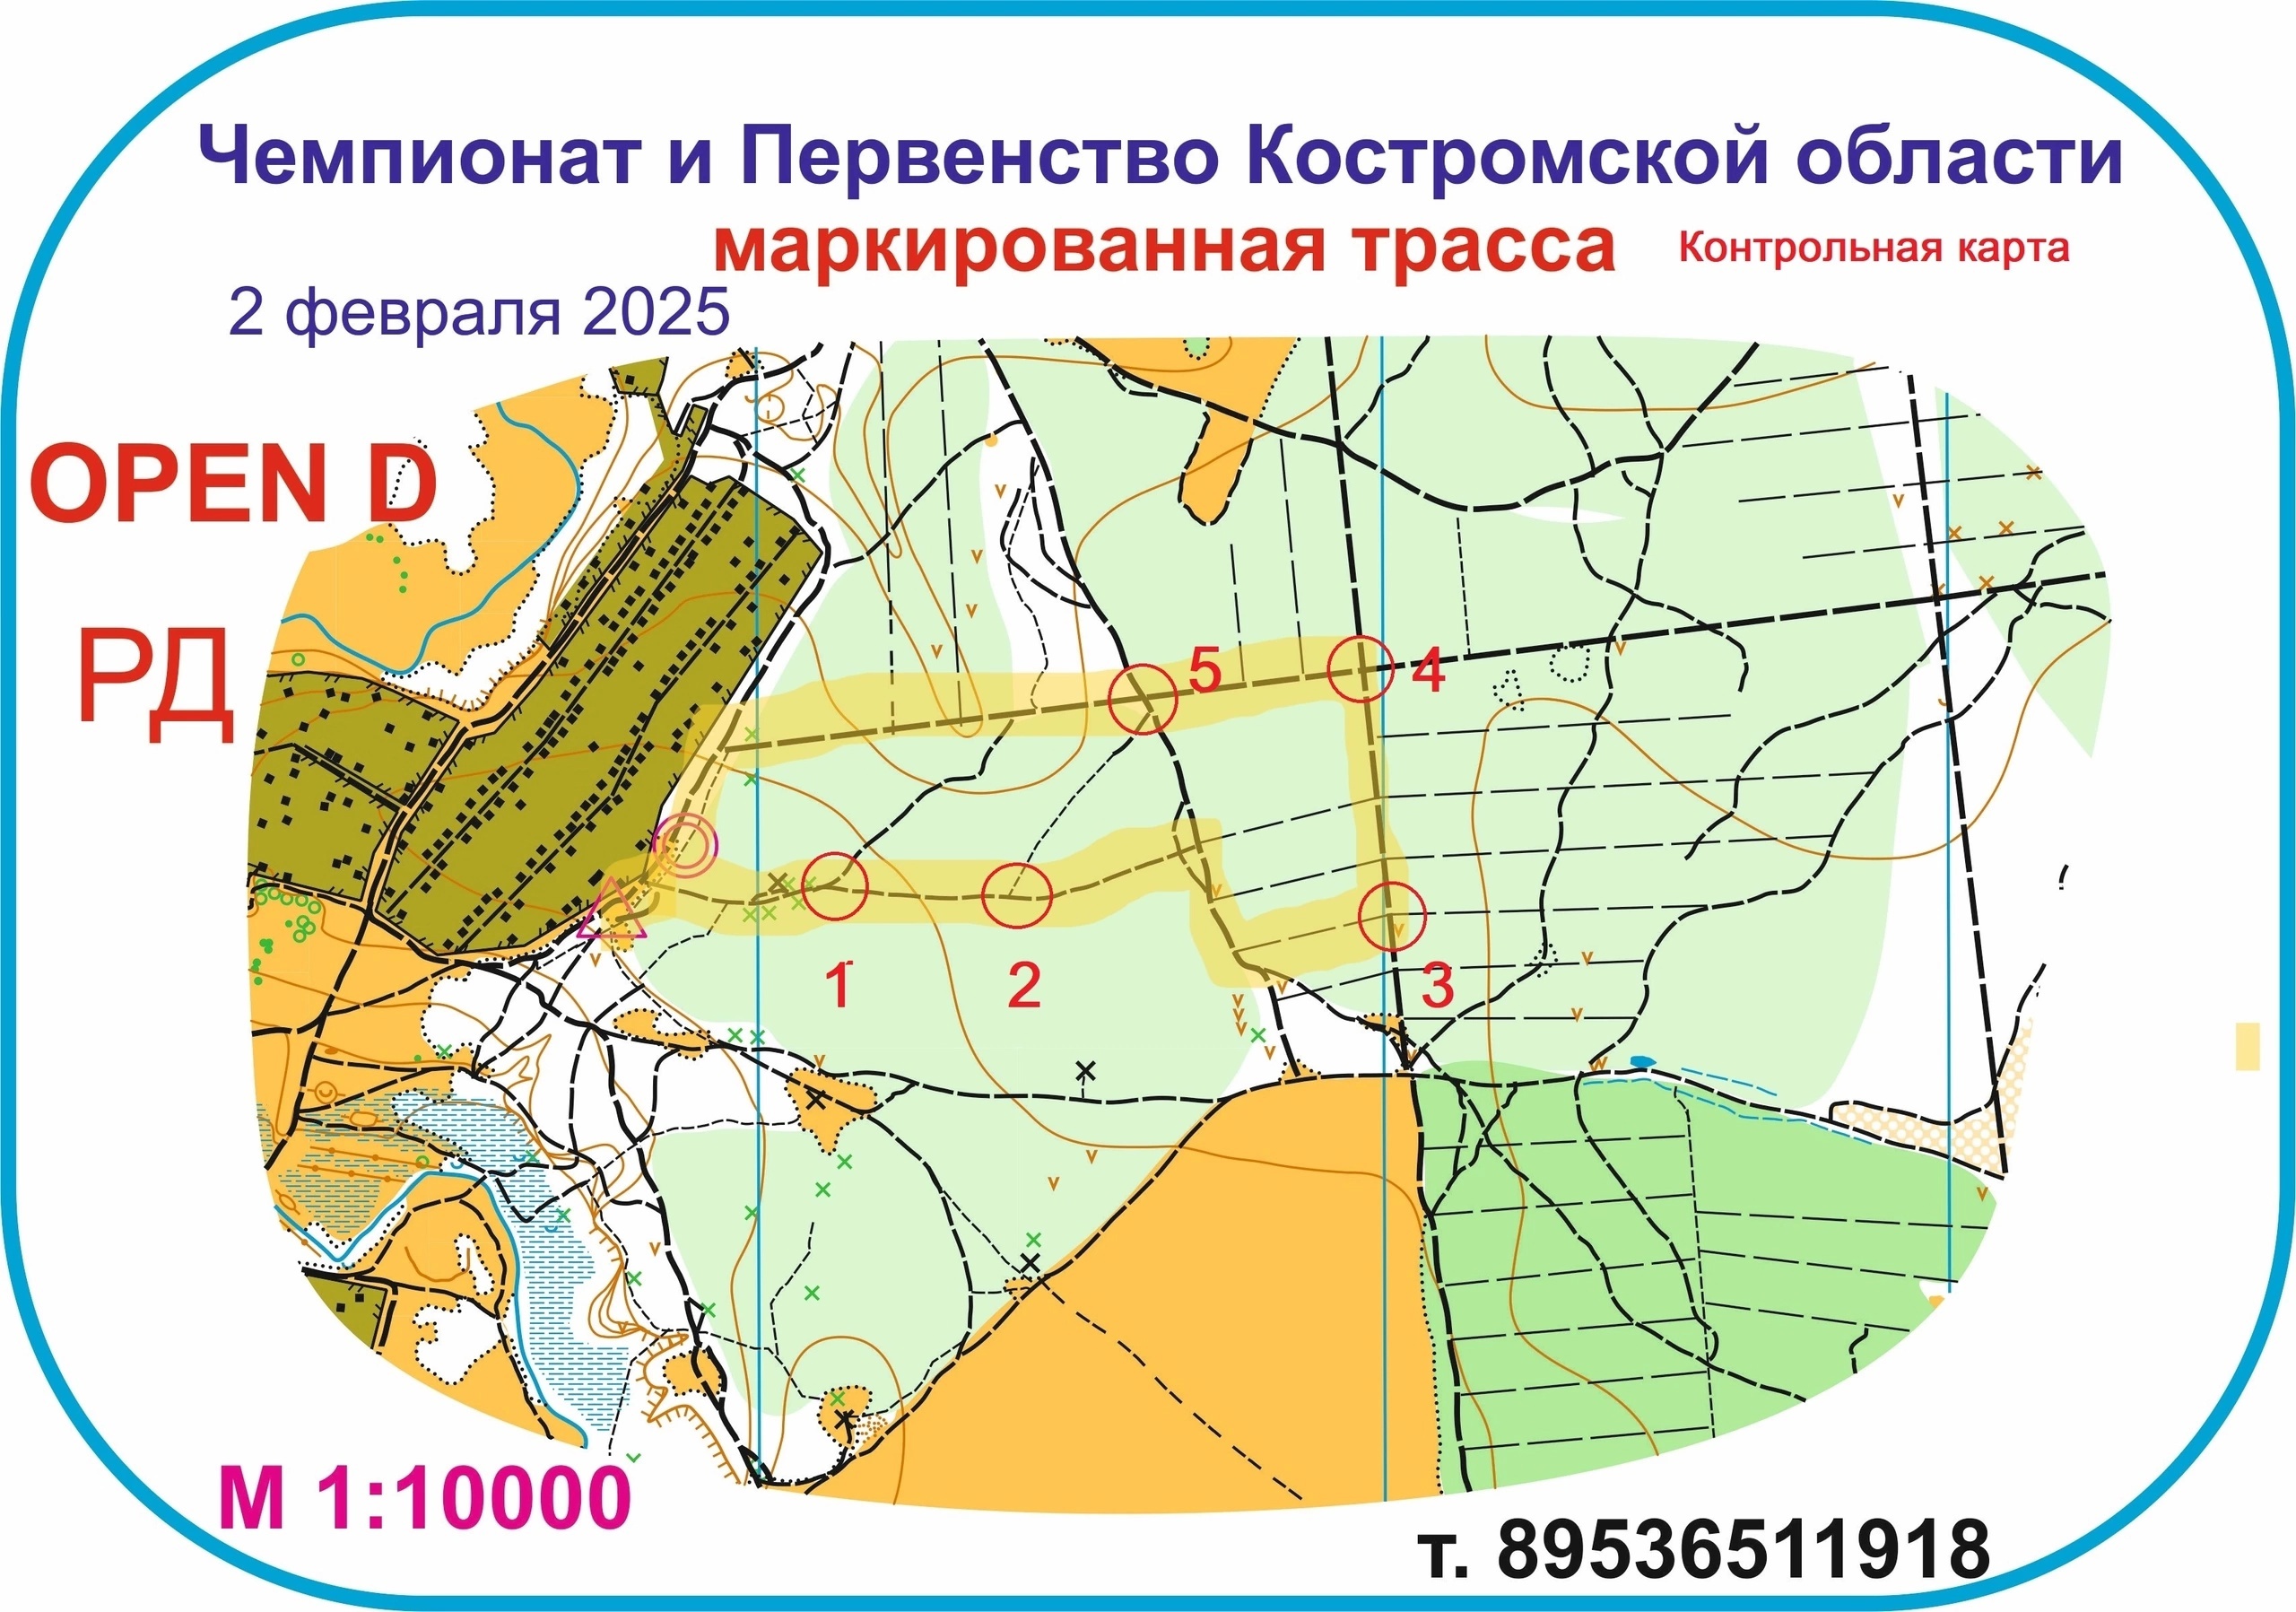 Чемпионат и Первенство Костромской области
маркированная трасса Контрольная карта
2 февраля 2025
OPEN D
РД
5
4
1
2
3
М 1:10000
т. 89536511918